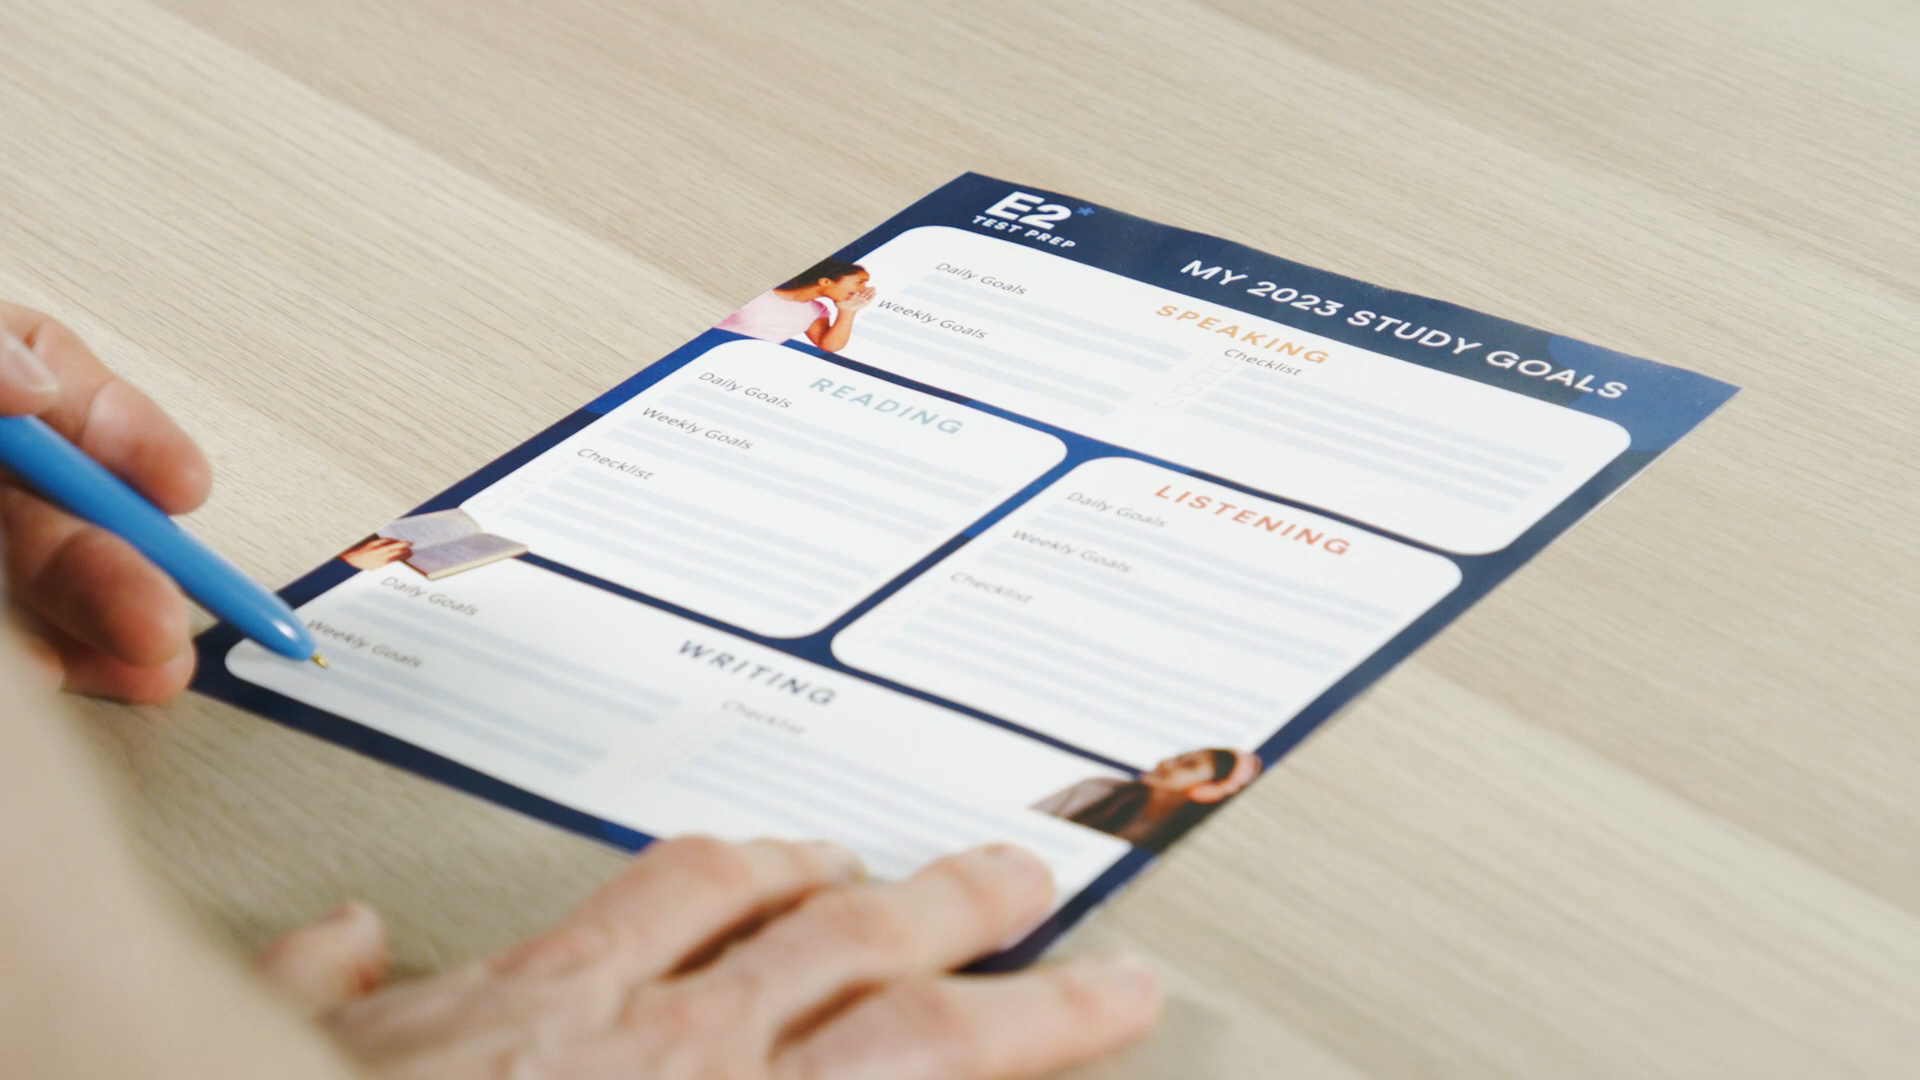 E2
TEST PREP
MY 2023 STUDY GOALS
SPEAKING
Daily Goals
Weekly Goals
Checklist
READING
Daily Goals
Weekly Goals
Checklist
LISTENING
Daily Goals
Weekly Goals
Checklist
WRITING
Daily Goals
Weekly Goals
Checklist